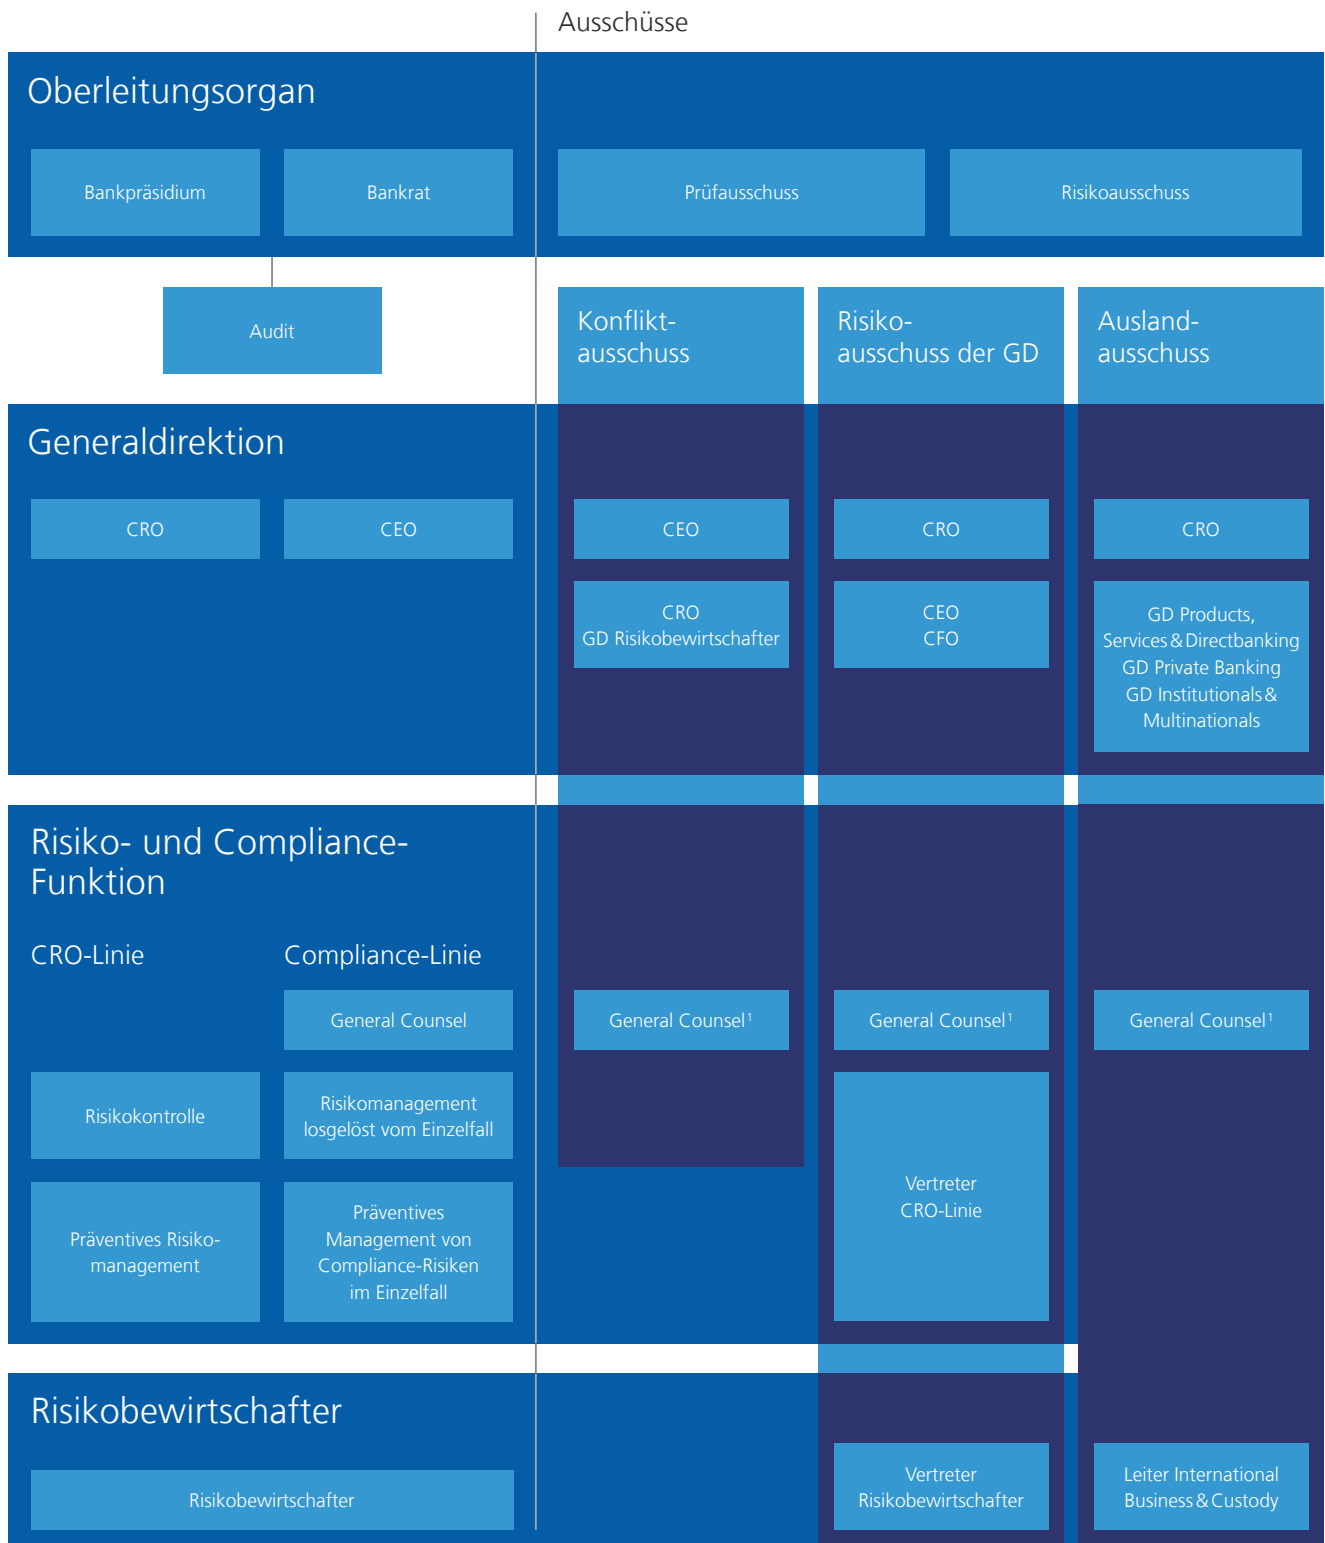 Ausschüsse
Oberleitungsorgan
Bankpräsidium
Bankrat
Prüfausschuss
Risikoausschuss
Audit
Konflikt-
ausschuss
Risiko-
ausschuss der GD
Ausland-
ausschuss
Generaldirektion
CRO
CEO
CEO
CRO
CRO
CRO
GD Risikobewirtschafter
CEO
CFO
GD Products,
Services & Directbanking
GD Private Banking
GD Institutionals &
Multinationals
Risiko- und Compliance-
Funktion
CRO-Linie
Compliance-Linie
General Counsel
General Counsel¹
General Counsel¹
General Counsel¹
Risikokontrolle
Risikomanagement
losgelöst vom Einzelfall
Vertreter
CRO-Linie
Präventives Risiko-
management
Präventives
Management von
Compliance-Risiken
im Einzelfall
Risikobewirtschafter
Risikobewirtschafter
Vertreter
Risikobewirtschafter
Leiter International
Business & Custody